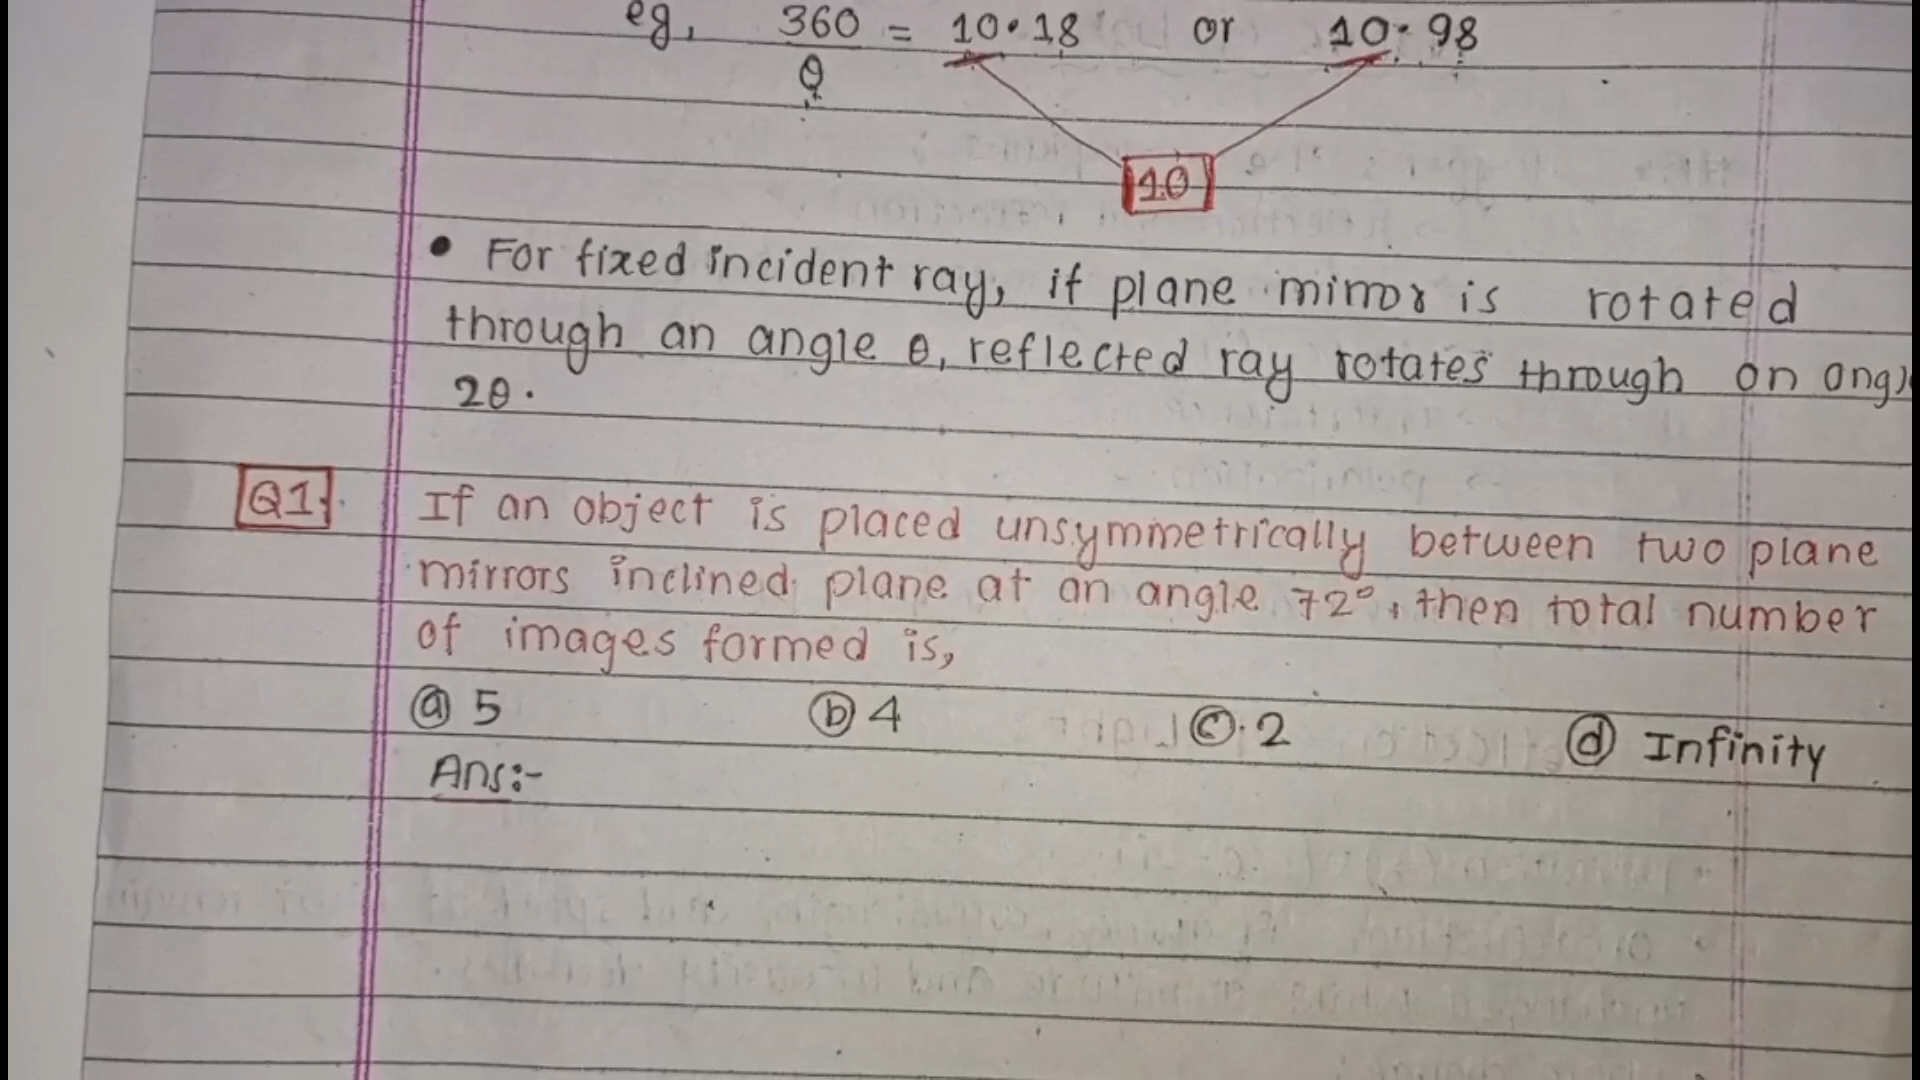 eg, 360/θ = 10.18 or 10.98
10
• For fixed incident ray, if plane mirror is rotated
through an angle θ, reflected ray rotates through an angl
2θ.
Q1. If an object is placed unsymmetrically between two plane
mirrors inclined plane at an angle 72°, then total number
of images formed is,
ⓐ 5 ⓑ 4 ⓒ 2 ⓓ Infinity
Ans:-